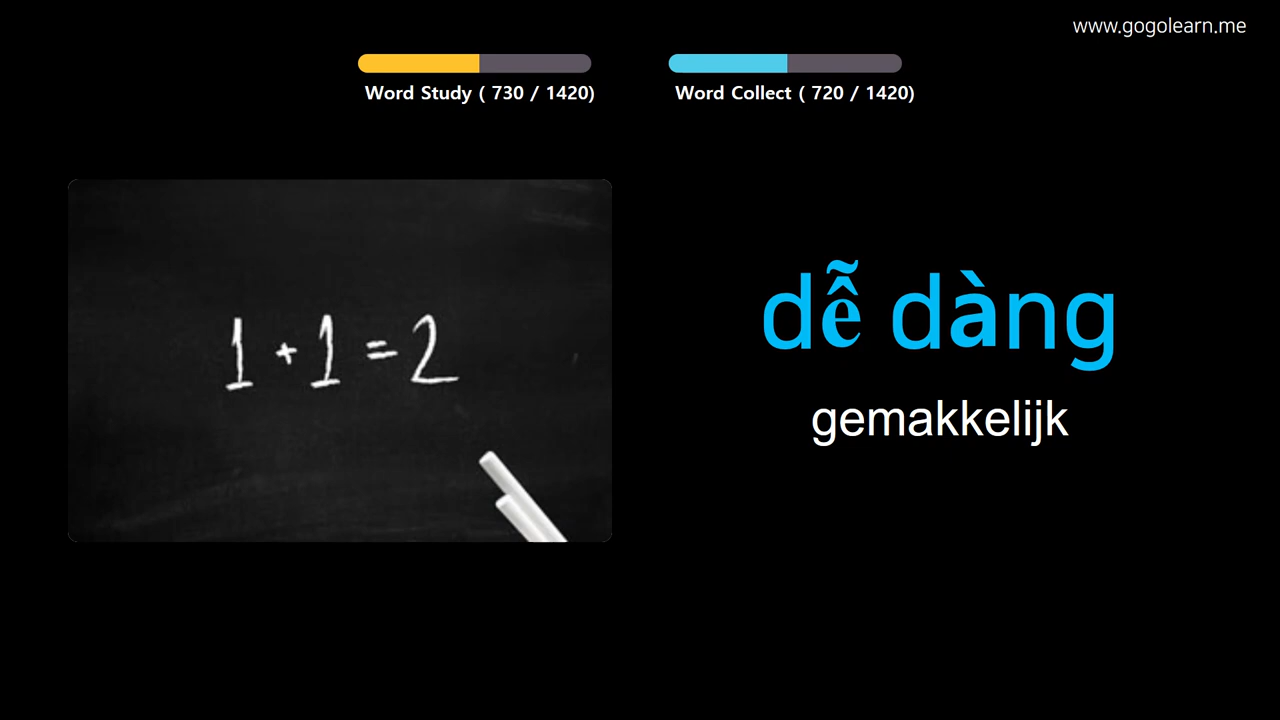 www.gogolearn.me
Word Study ( 730 / 1420)
Word Collect ( 720 / 1420)
1 + 1 = 2
dễ dàng
gemakkelijk